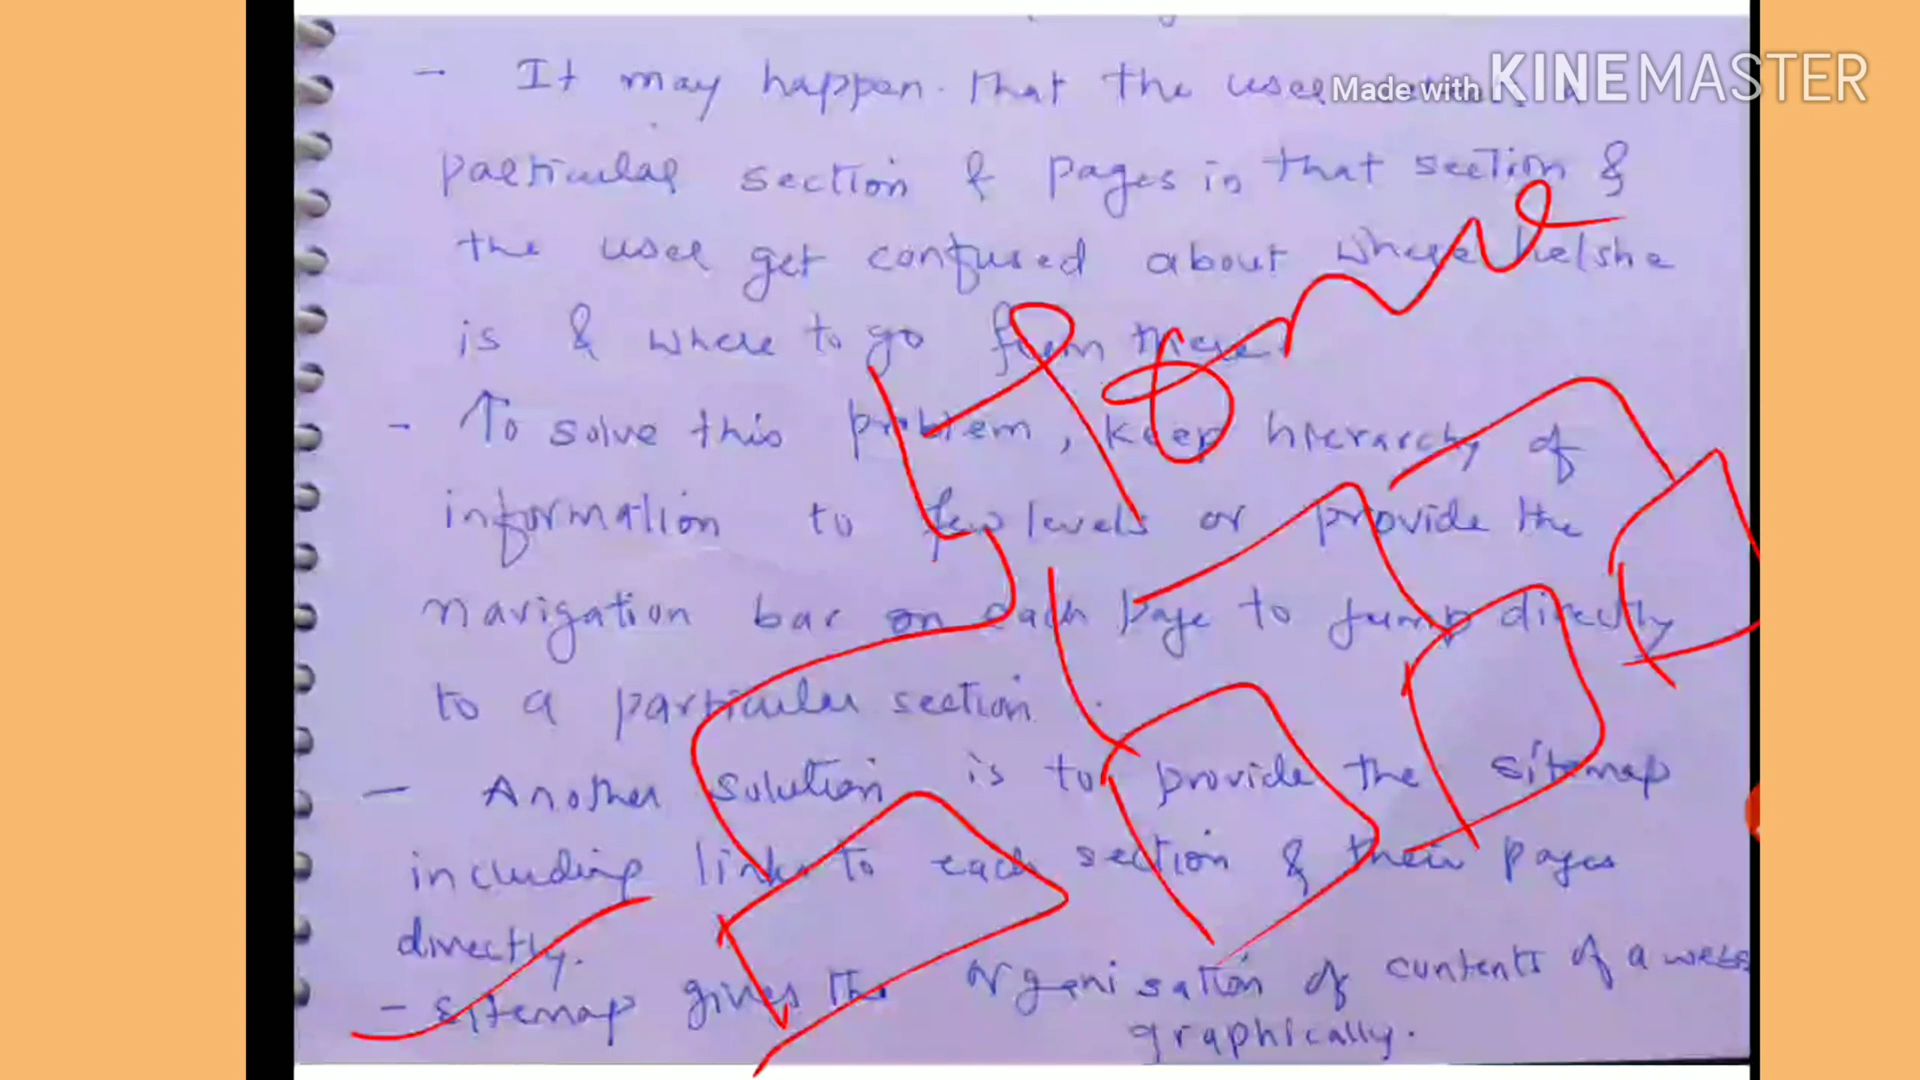 - It may happen. that the user
Made with KINEMASTER
particular section & pages in that section &
the user get confused about where he/she
is & where to go from there.
- To solve this problem, keep hierarchy of
information to few levels or provide the
navigation bar on each page to jump directly
to a particular section.
- Another solution is to provide the sitemap
including links to each section & their pages
directly.
- sitemap gives the organisation of contents of a web
graphically.
Home